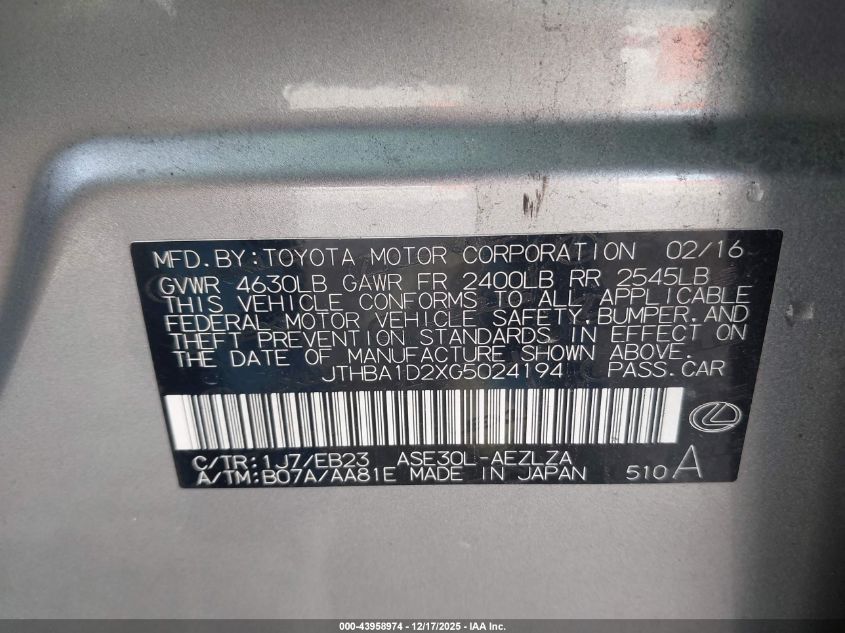 MFD.BY:TOYOTA MOTOR CORPORATION 02/16
GVWR 4630LB GAWR FR 2400LB RR 2545LB
THIS VEHICLE CONFORMS TO ALL APPLICABLE
FEDERAL MOTOR VEHICLE SAFETY,BUMPER,AND
THEFT PREVENTION STANDARDS IN EFFECT ON
THE DATE OF MANUFACTURE SHOWN ABOVE.
JTHBA1D2XG5024194 PASS.CAR
C/TR:1J7/EB23 ASE30L-AEZLZA
A/TM:B07A/AA81E MADE IN JAPAN 510A
000-43958974 - 12/17/2025 - IAA Inc.